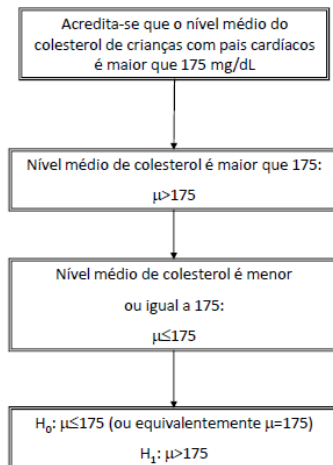 Acredita-se que o nível médio do
colesterol de crianças com pais cardíacos
é maior que 175 mg/dL
Nível médio de colesterol é maior que 175:
μ>175
Nível médio de colesterol é menor
ou igual a 175:
μ≤175
H₀: μ≤175 (ou equivalentemente μ=175)
H₁: μ>175